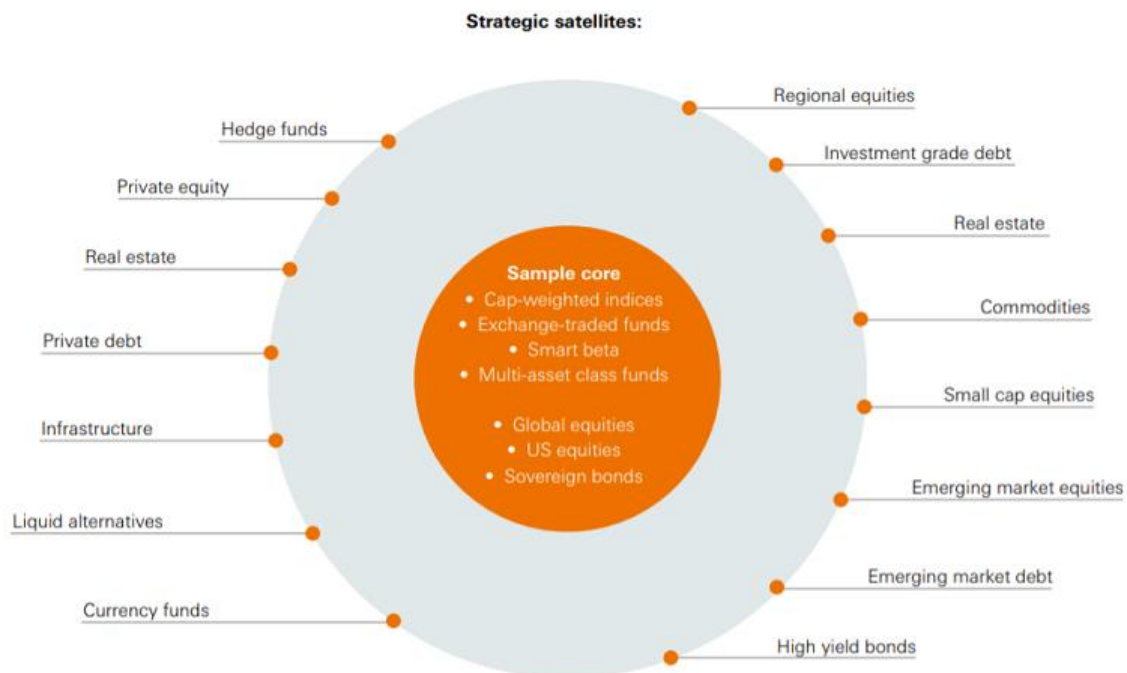 Strategic satellites:
Hedge funds
Private equity
Real estate
Private debt
Infrastructure
Liquid alternatives
Currency funds
Sample core
• Cap-weighted indices
• Exchange-traded funds
• Smart beta
• Multi-asset class funds
• Global equities
• US equities
• Sovereign bonds
Regional equities
Investment grade debt
Real estate
Commodities
Small cap equities
Emerging market equities
Emerging market debt
High yield bonds